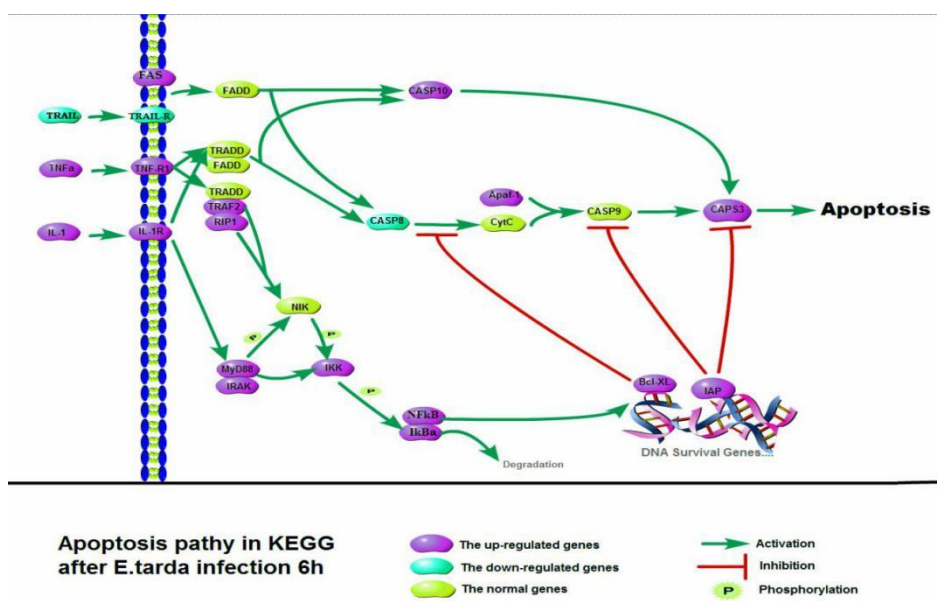 FAS
FADD
CASP10
TRAIL
TRAIL-R
TRADD
FADD
TNFa
TNF-R1
TRADD
TRAF2
RIP1
Apaf-1
CASP8
CytC
CASP9
CAPS3
Apoptosis
IL-1
IL-1R
NIK
P
P
MyD88
IRAK
IKK
P
Bcl-XL
IAP
NFkB
IkBa
DNA Survival Genes....
Degradation
Apoptosis pathy in KEGG
after E.tarda infection 6h
The up-regulated genes
The down-regulated genes
The normal genes
Activation
Inhibition
P Phosphorylation